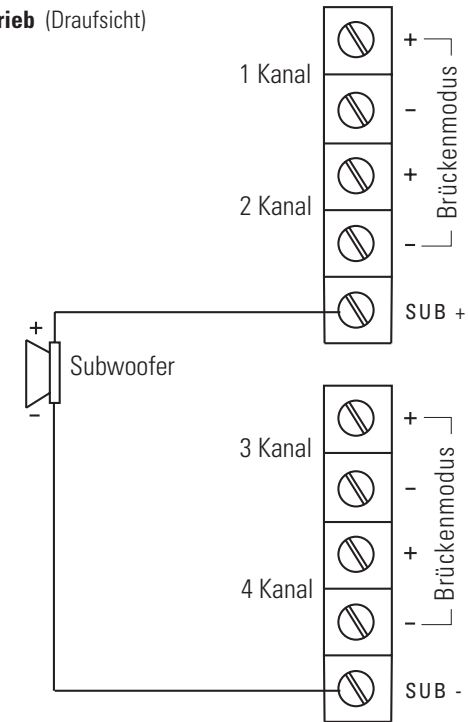 rieb (Draufsicht)
1 Kanal
+
-
2 Kanal
+
-
Brückenmodus
SUB +
+
Subwoofer
-
3 Kanal
+
-
4 Kanal
+
-
Brückenmodus
SUB -